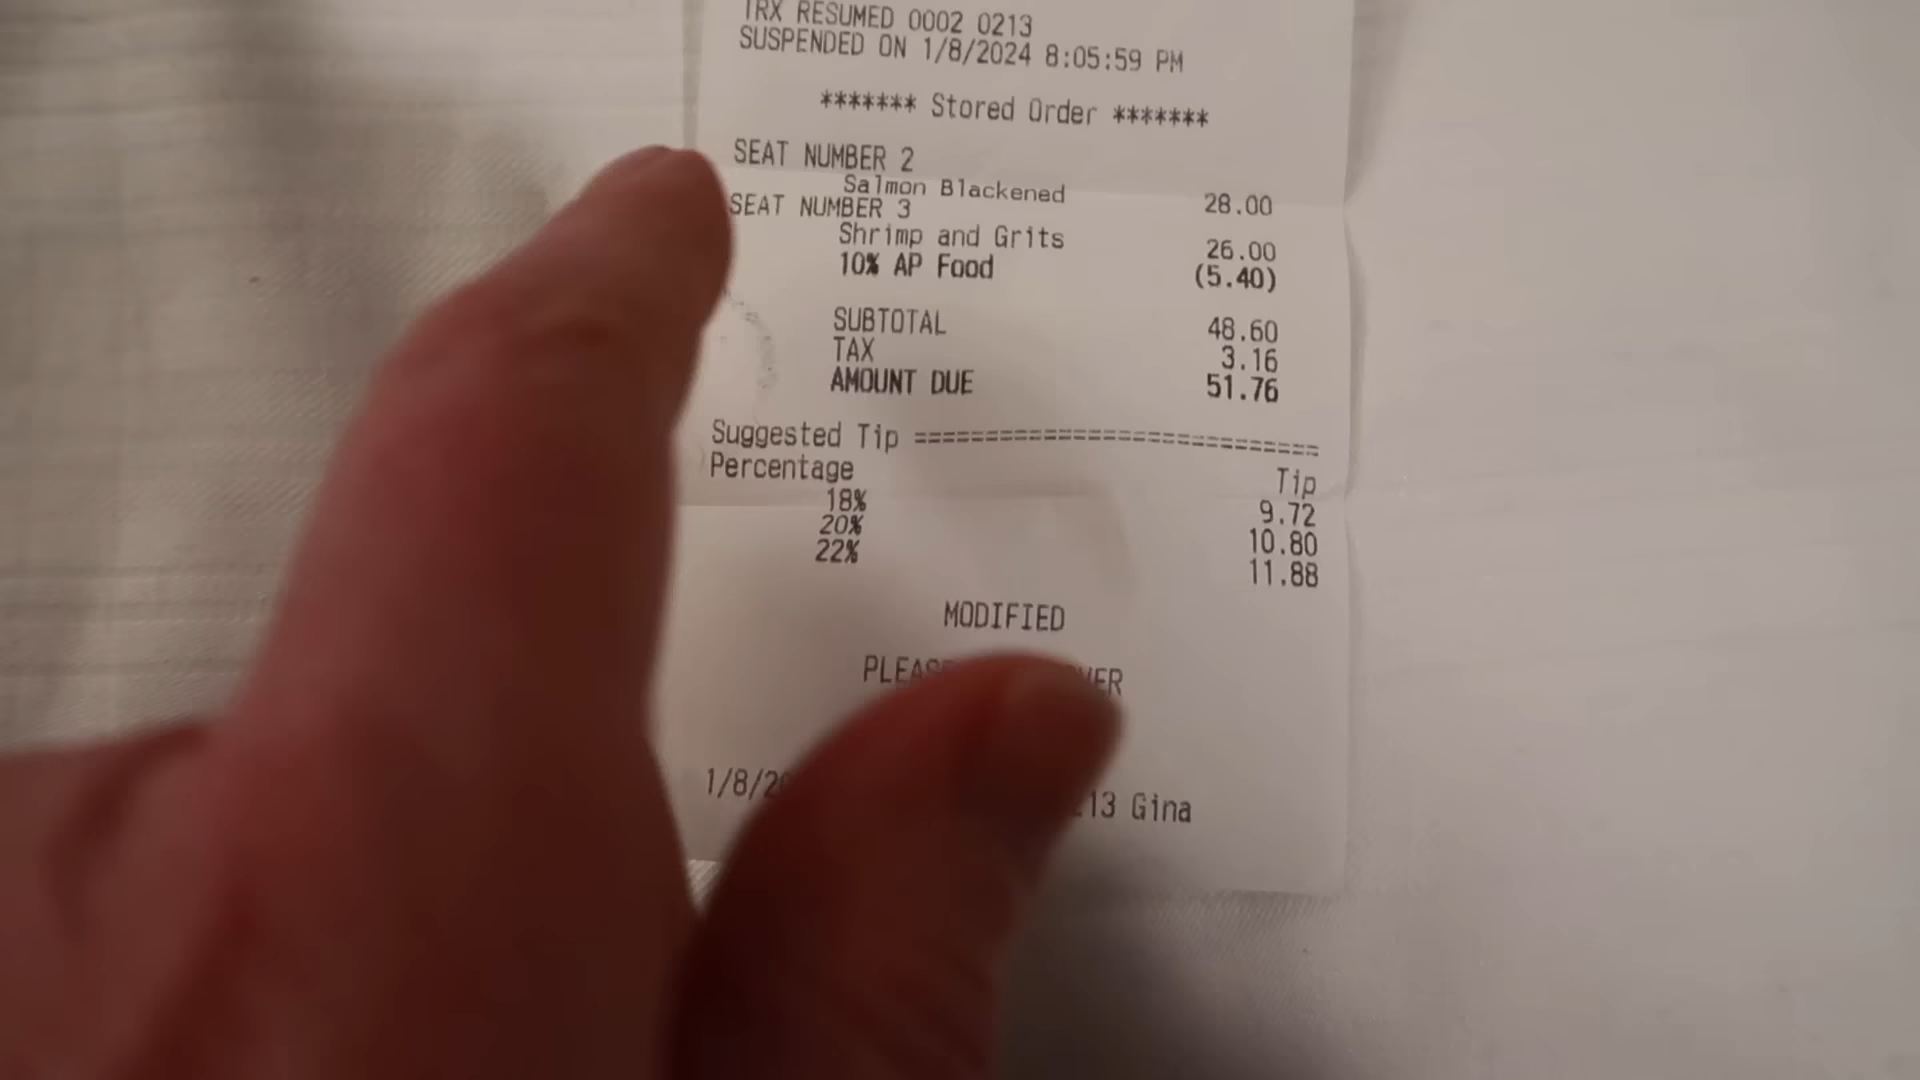 TRX RESUMED 0002 0213
SUSPENDED ON 1/8/2024 8:05:59 PM
******* Stored Order *******
SEAT NUMBER 2
Salmon Blackened 28.00
SEAT NUMBER 3
Shrimp and Grits 26.00
10% AP Food (5.40)
SUBTOTAL 48.60
TAX 3.16
AMOUNT DUE 51.76
Suggested Tip =============================
Percentage Tip
18% 9.72
20% 10.80
22% 11.88
MODIFIED
1/8/ 13 Gina